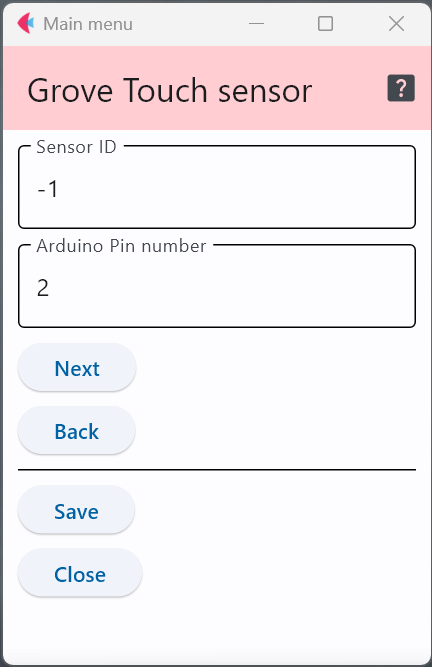 Main menu
Grove Touch sensor
?
Sensor ID
-1
Arduino Pin number
2
Next
Back
Save
Close